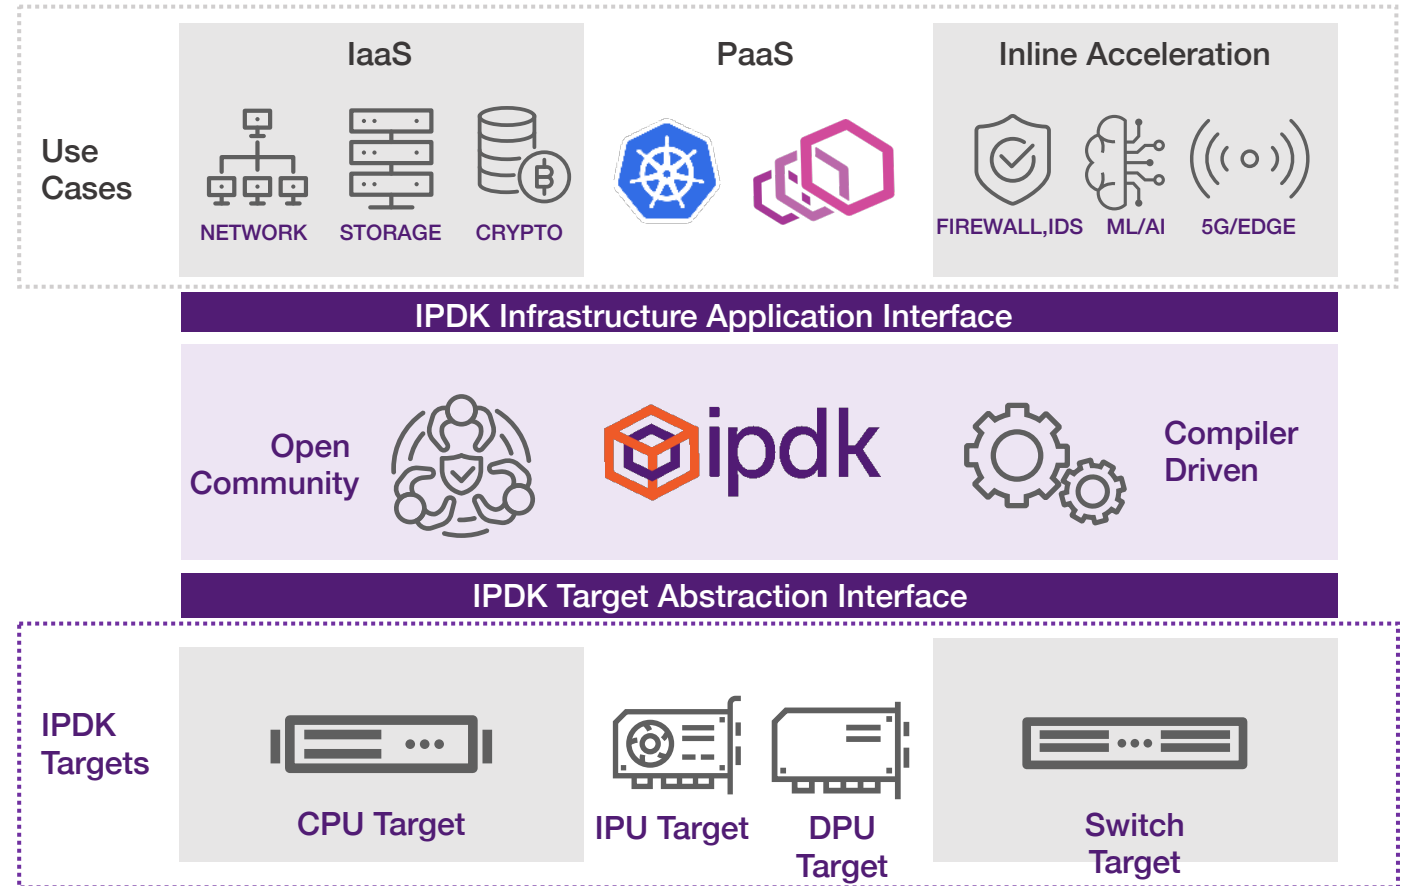 IaaS
PaaS
Inline Acceleration
Use
Cases
NETWORK
STORAGE
CRYPTO
FIREWALL,IDS
ML/AI
5G/EDGE
IPDK Infrastructure Application Interface
Open
Community
ipdk
Compiler
Driven
IPDK Target Abstraction Interface
IPDK
Targets
CPU Target
IPU Target
DPU
Target
Switch
Target